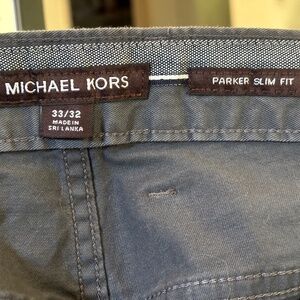 MICHAEL KORS
PARKER SLIM FIT
33/32
MADE IN
SRI LANKA